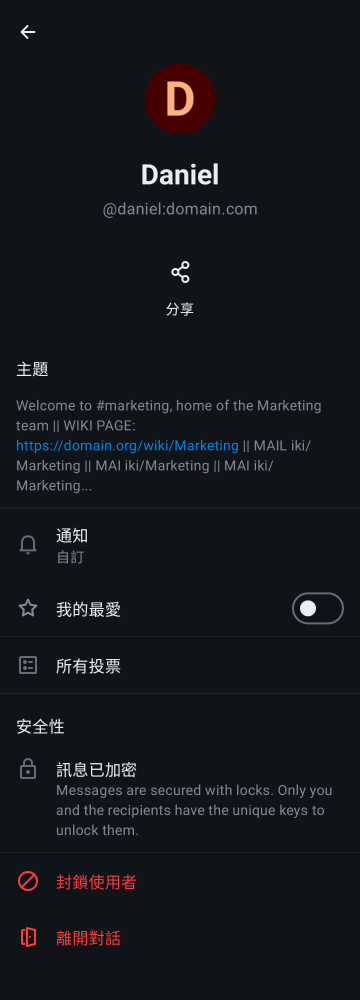 D
Daniel
@daniel:domain.com
分享
主題
Welcome to #marketing, home of the Marketing
team || WIKI PAGE:
https://domain.org/wiki/Marketing || MAIL iki/
Marketing || MAI iki/Marketing || MAI iki/
Marketing...
通知
自訂
我的最愛
所有投票
安全性
訊息已加密
Messages are secured with locks. Only you
and the recipients have the unique keys to
unlock them.
封鎖使用者
離開對話